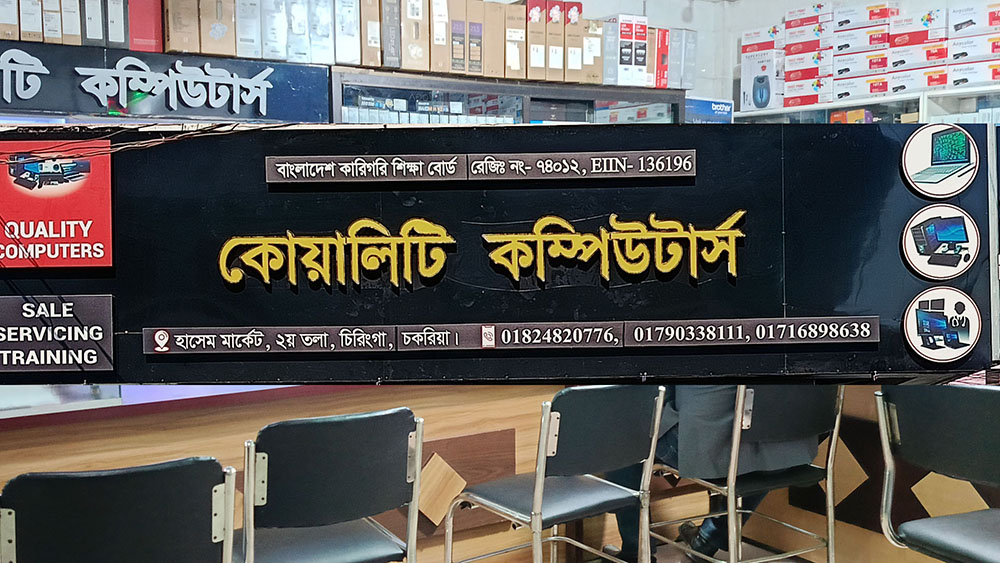 টি কম্পিউটার্স
brother
QUALITY
COMPUTERS
SALE
SERVICING
TRAINING
বাংলাদেশ কারিগরি শিক্ষা বোর্ড রেজিঃ নং- ৭৪০১২, EIIN- 136196
কোয়ালিটি কম্পিউটার্স
হাসেম মার্কেট, ২য় তলা, চিরিংগা, চকরিয়া। 01824820776, 01790338111, 01716898638